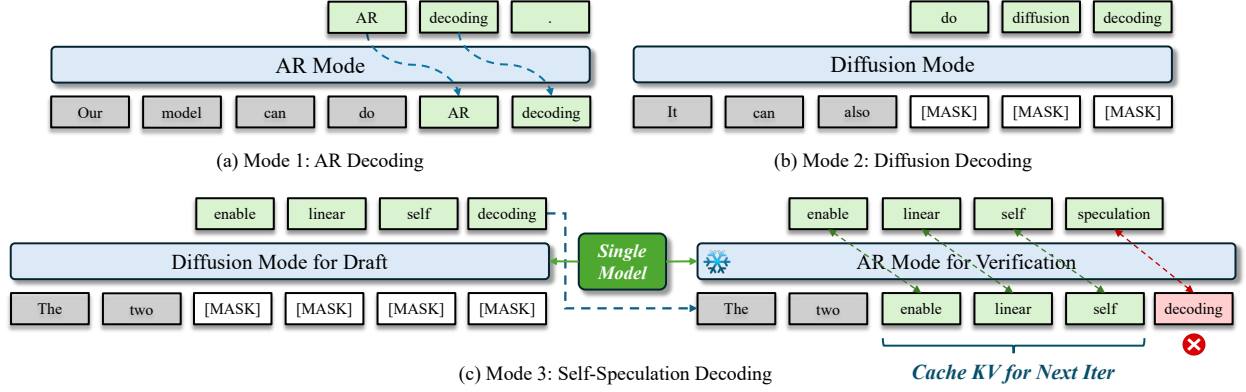 AR decoding .
AR Mode
Our model can do AR decoding
(a) Mode 1: AR Decoding
do diffusion decoding
Diffusion Mode
It can also [MASK] [MASK] [MASK]
(b) Mode 2: Diffusion Decoding
enable linear self decoding
Diffusion Mode for Draft
The two [MASK] [MASK] [MASK] [MASK]
Single
Model
enable linear self speculation
AR Mode for Verification
The two enable linear self decoding
Cache KV for Next Iter
(c) Mode 3: Self-Speculation Decoding